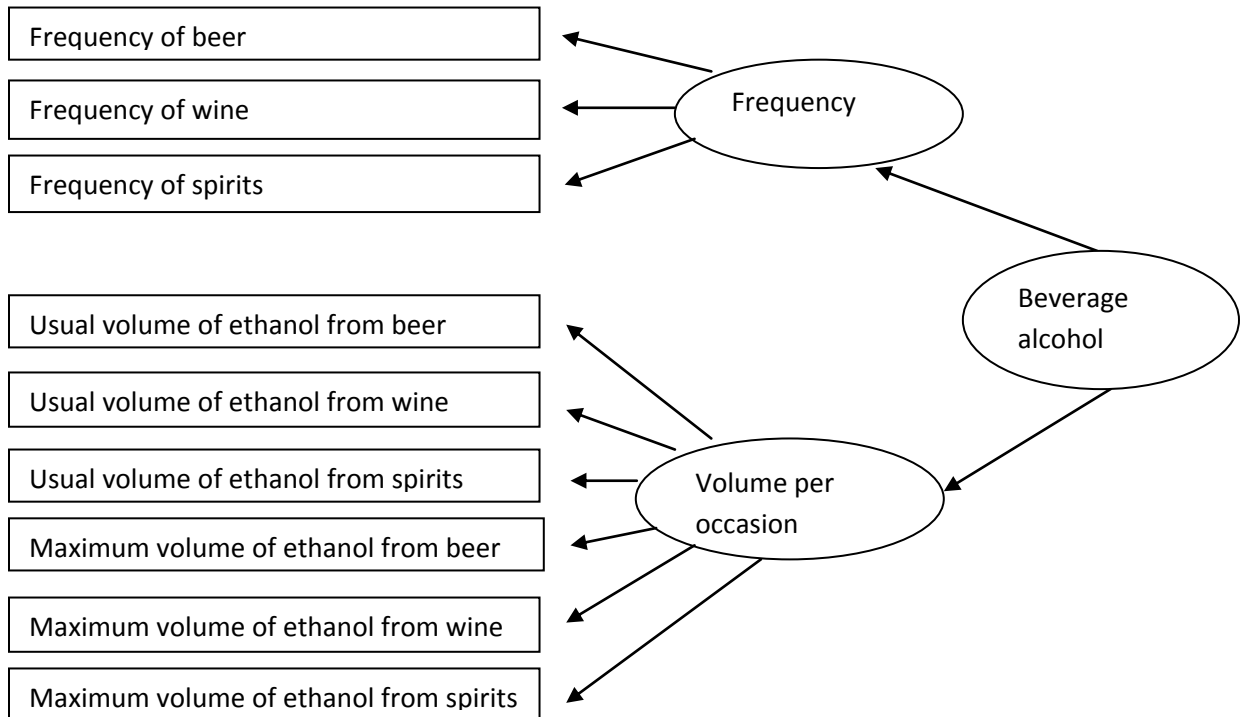 Frequency of beer
Frequency of wine
Frequency of spirits
Frequency
Beverage
alcohol
Usual volume of ethanol from beer
Usual volume of ethanol from wine
Usual volume of ethanol from spirits
Maximum volume of ethanol from beer
Maximum volume of ethanol from wine
Maximum volume of ethanol from spirits
Volume per
occasion